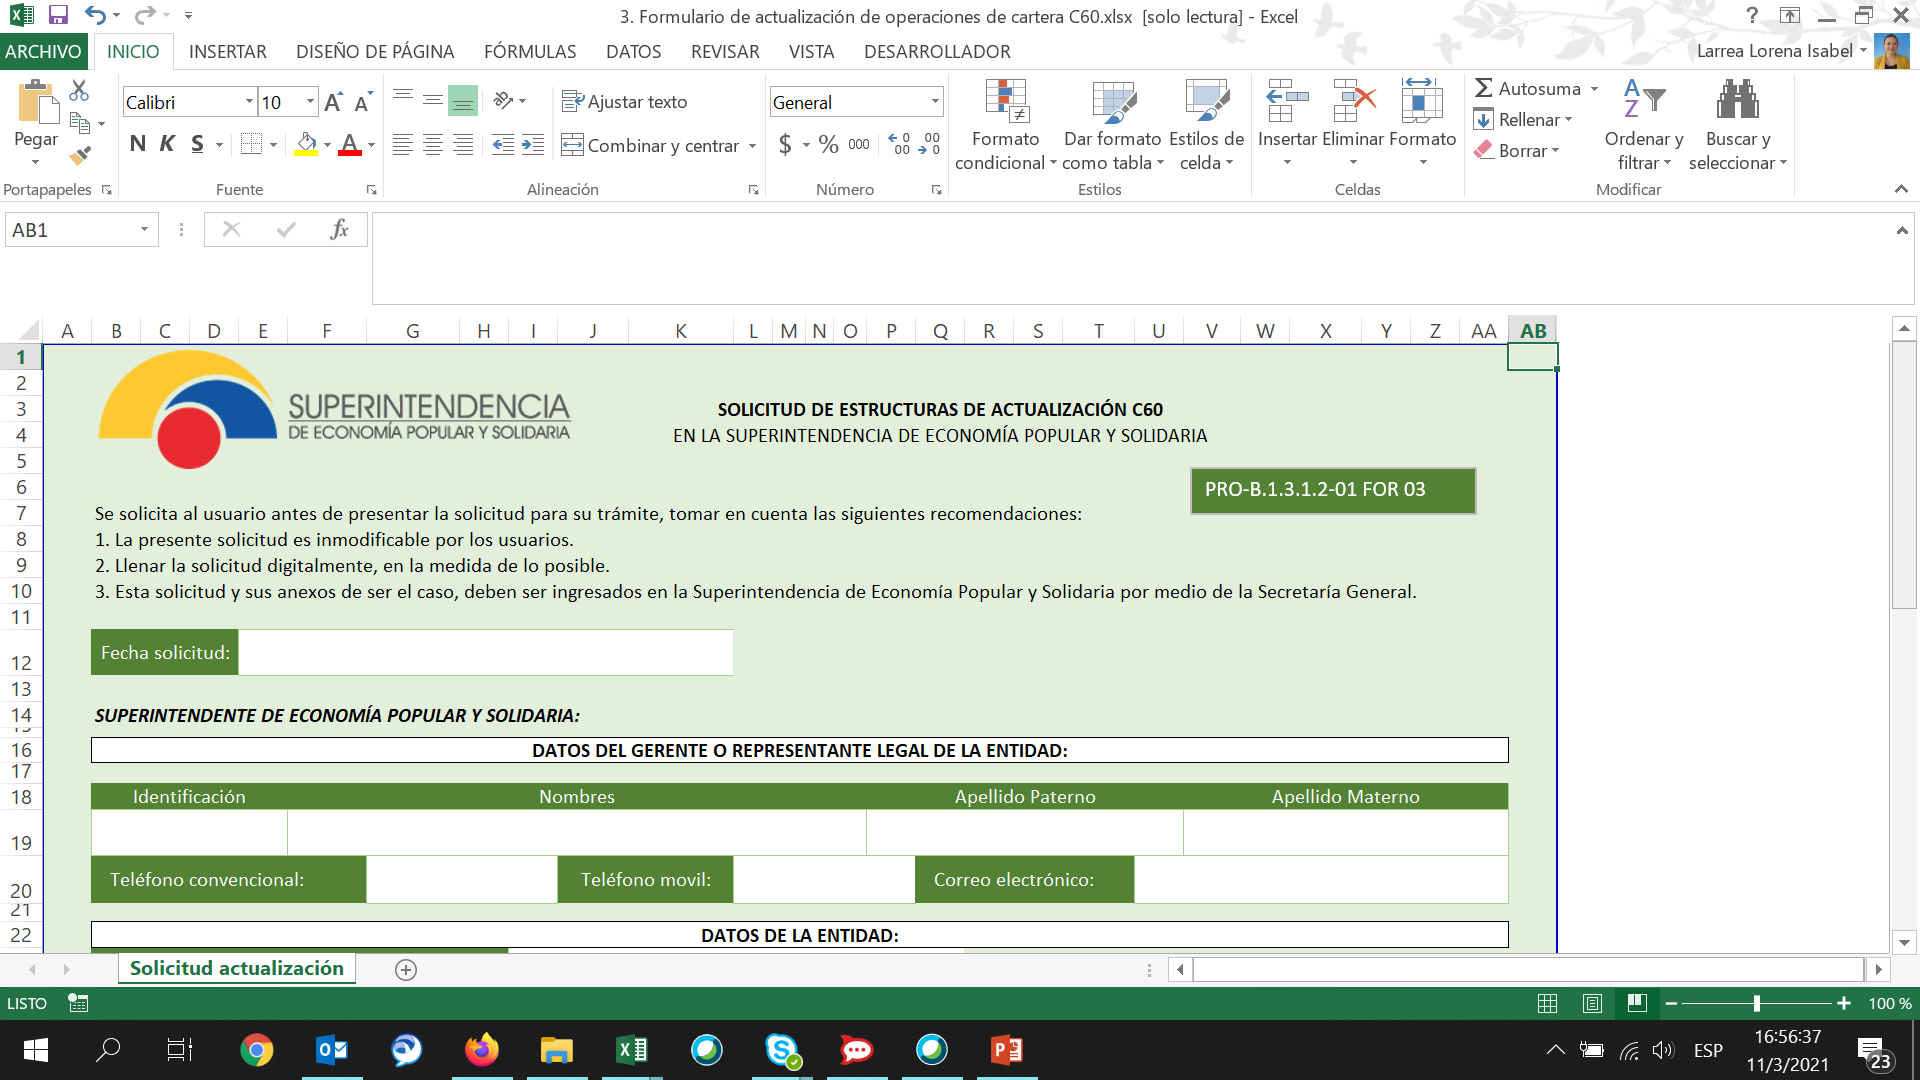 3. Formulario de actualización de operaciones de cartera C60.xlsx [solo lectura] - Excel
ARCHIVO INICIO INSERTAR DISEÑO DE PÁGINA FÓRMULAS DATOS REVISAR VISTA DESARROLLADOR Larrea Lorena Isabel
Pegar
Portapapeles
Calibri 10
N K S
Fuente
Ajustar texto
Combinar y centrar
Alineación
General
$ % 000
Número
Formato condicional
Dar formato como tabla
Estilos de celda
Estilos
Insertar Eliminar Formato
Celdas
Autosuma
Rellenar
Borrar
Ordenar y filtrar
Buscar y seleccionar
Modificar
AB1
fx
A B C D E F G H I J K L M N O P Q R S T U V W X Y Z AA AB
1
2
3
4
5
6
7
8
9
10
11
12
13
14
16
17
18
19
20
21
22
SUPERINTENDENCIA
DE ECONOMÍA POPULAR Y SOLIDARIA
SOLICITUD DE ESTRUCTURAS DE ACTUALIZACIÓN C60
EN LA SUPERINTENDENCIA DE ECONOMÍA POPULAR Y SOLIDARIA
PRO-B.1.3.1.2-01 FOR 03
Se solicita al usuario antes de presentar la solicitud para su trámite, tomar en cuenta las siguientes recomendaciones:
1. La presente solicitud es inmodificable por los usuarios.
2. Llenar la solicitud digitalmente, en la medida de lo posible.
3. Esta solicitud y sus anexos de ser el caso, deben ser ingresados en la Superintendencia de Economía Popular y Solidaria por medio de la Secretaría General.
Fecha solicitud:
SUPERINTENDENTE DE ECONOMÍA POPULAR Y SOLIDARIA:
DATOS DEL GERENTE O REPRESENTANTE LEGAL DE LA ENTIDAD:
Identificación Nombres Apellido Paterno Apellido Materno
Teléfono convencional: Teléfono movil: Correo electrónico:
DATOS DE LA ENTIDAD:
Solicitud actualización
LISTO
100 %
ESP
16:56:37
11/3/2021
23